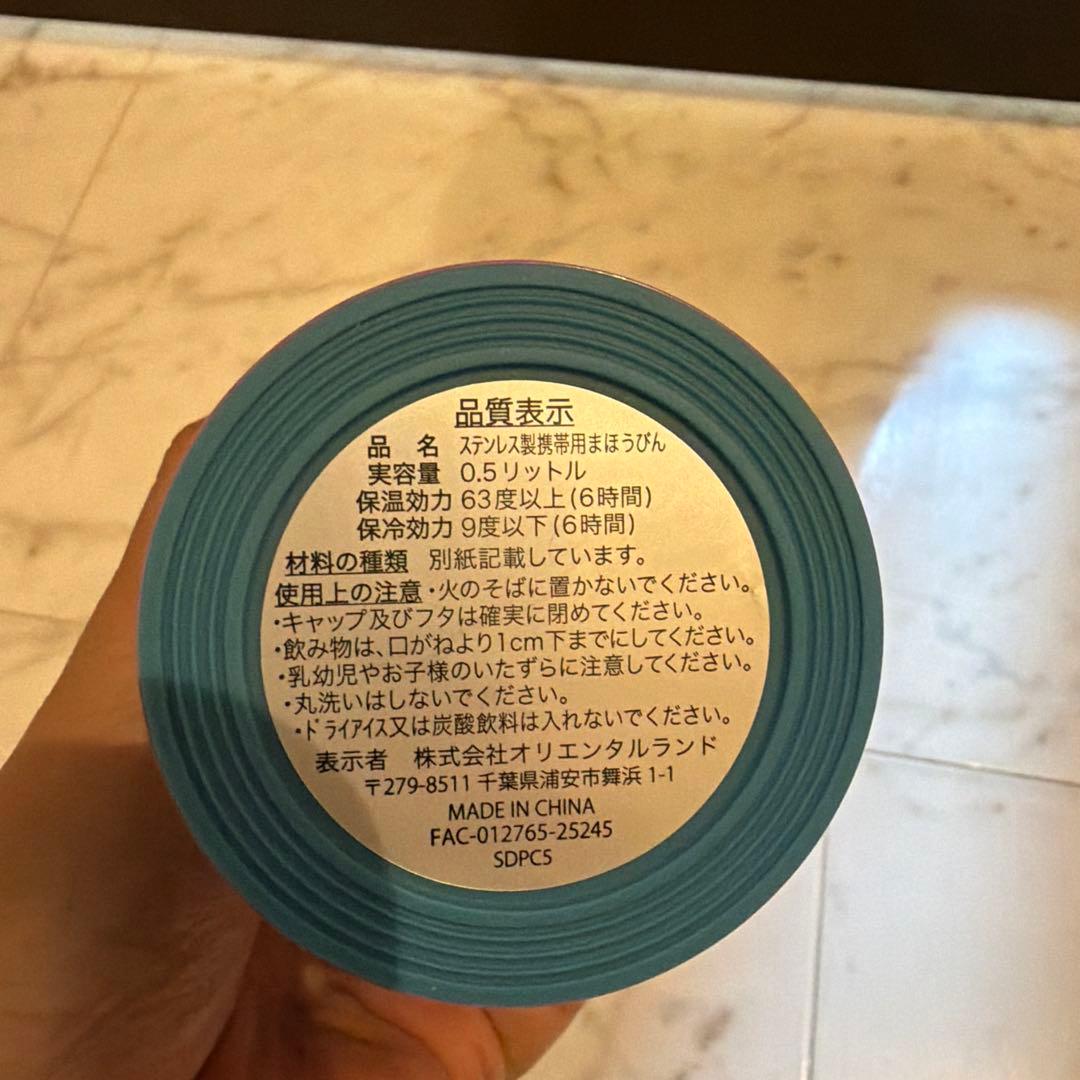 品質表示
品 名 ステンレス製携帯用まほうびん
実容量 0.5リットル
保温効力 63度以上(6時間)
保冷効力 9度以下(6時間)
材料の種類 別紙記載しています。
使用上の注意 ・火のそばに置かないでください。
・キャップ及びフタは確実に閉めてください。
・飲み物は、口がねより1cm下までにしてください。
・乳幼児やお子様のいたずらに注意してください。
・丸洗いはしないでください。
・ドライアイス又は炭酸飲料は入れないでください。
表示者 株式会社オリエンタルランド
〒279-8511 千葉県浦安市舞浜 1-1
MADE IN CHINA
FAC-012765-25245
SDPC5